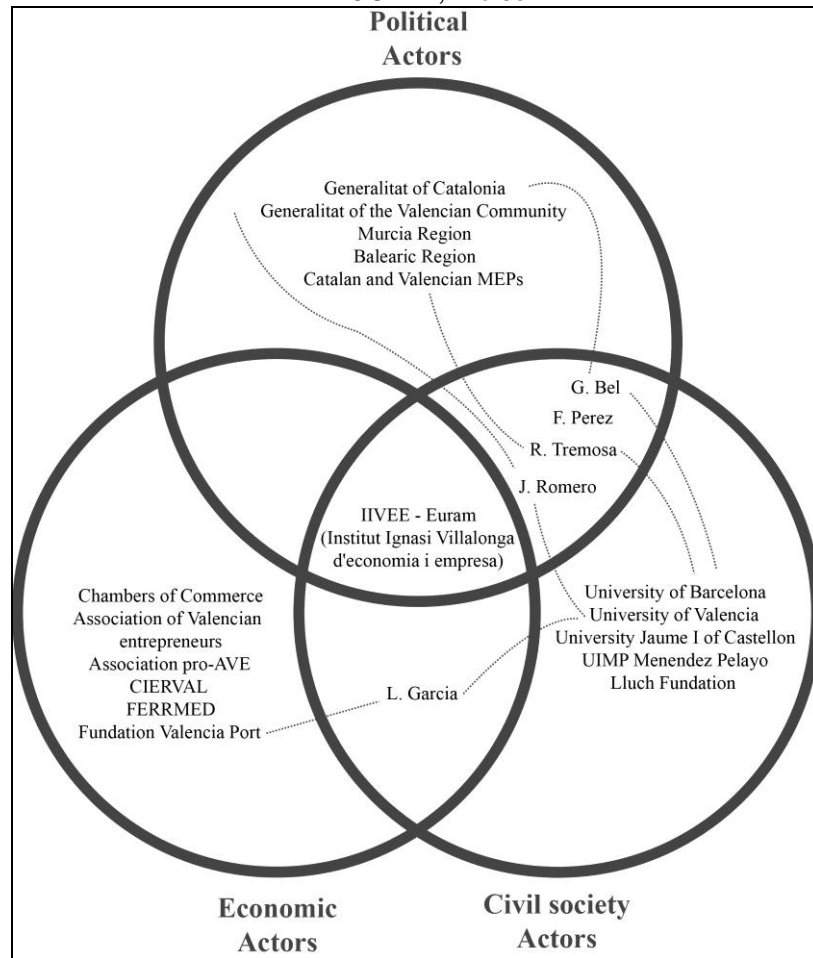 Political
Actors
Generalitat of Catalonia
Generalitat of the Valencian Community
Murcia Region
Balearic Region
Catalan and Valencian MEPs
G. Bel
F. Perez
R. Tremosa
J. Romero
IIVEE - Euram
(Institut Ignasi Villalonga
d'economia i empresa)
Chambers of Commerce
Association of Valencian
entrepreneurs
Association pro-AVE
CIERVAL
FERRMED
Fundation Valencia Port
L. Garcia
University of Barcelona
University of Valencia
University Jaume I of Castellon
UIMP Menendez Pelayo
Lluch Fundation
Economic
Actors
Civil society
Actors